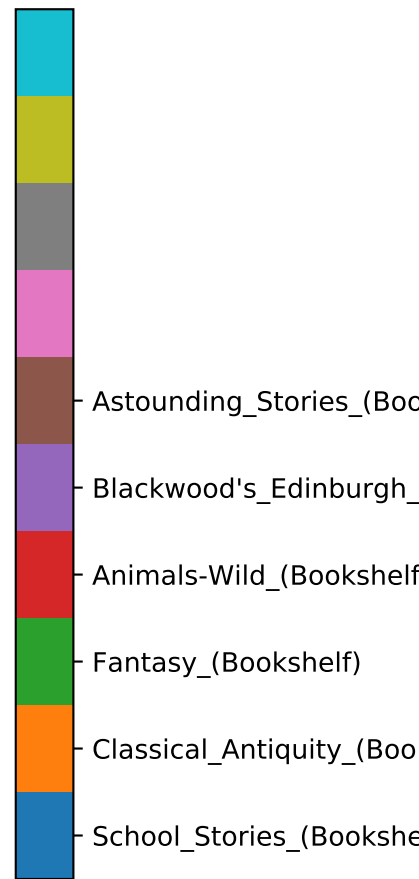 Astounding_Stories_(Boo
Blackwood's_Edinburgh_
Animals-Wild_(Bookshelf
Fantasy_(Bookshelf)
Classical_Antiquity_(Boo
School_Stories_(Bookshe